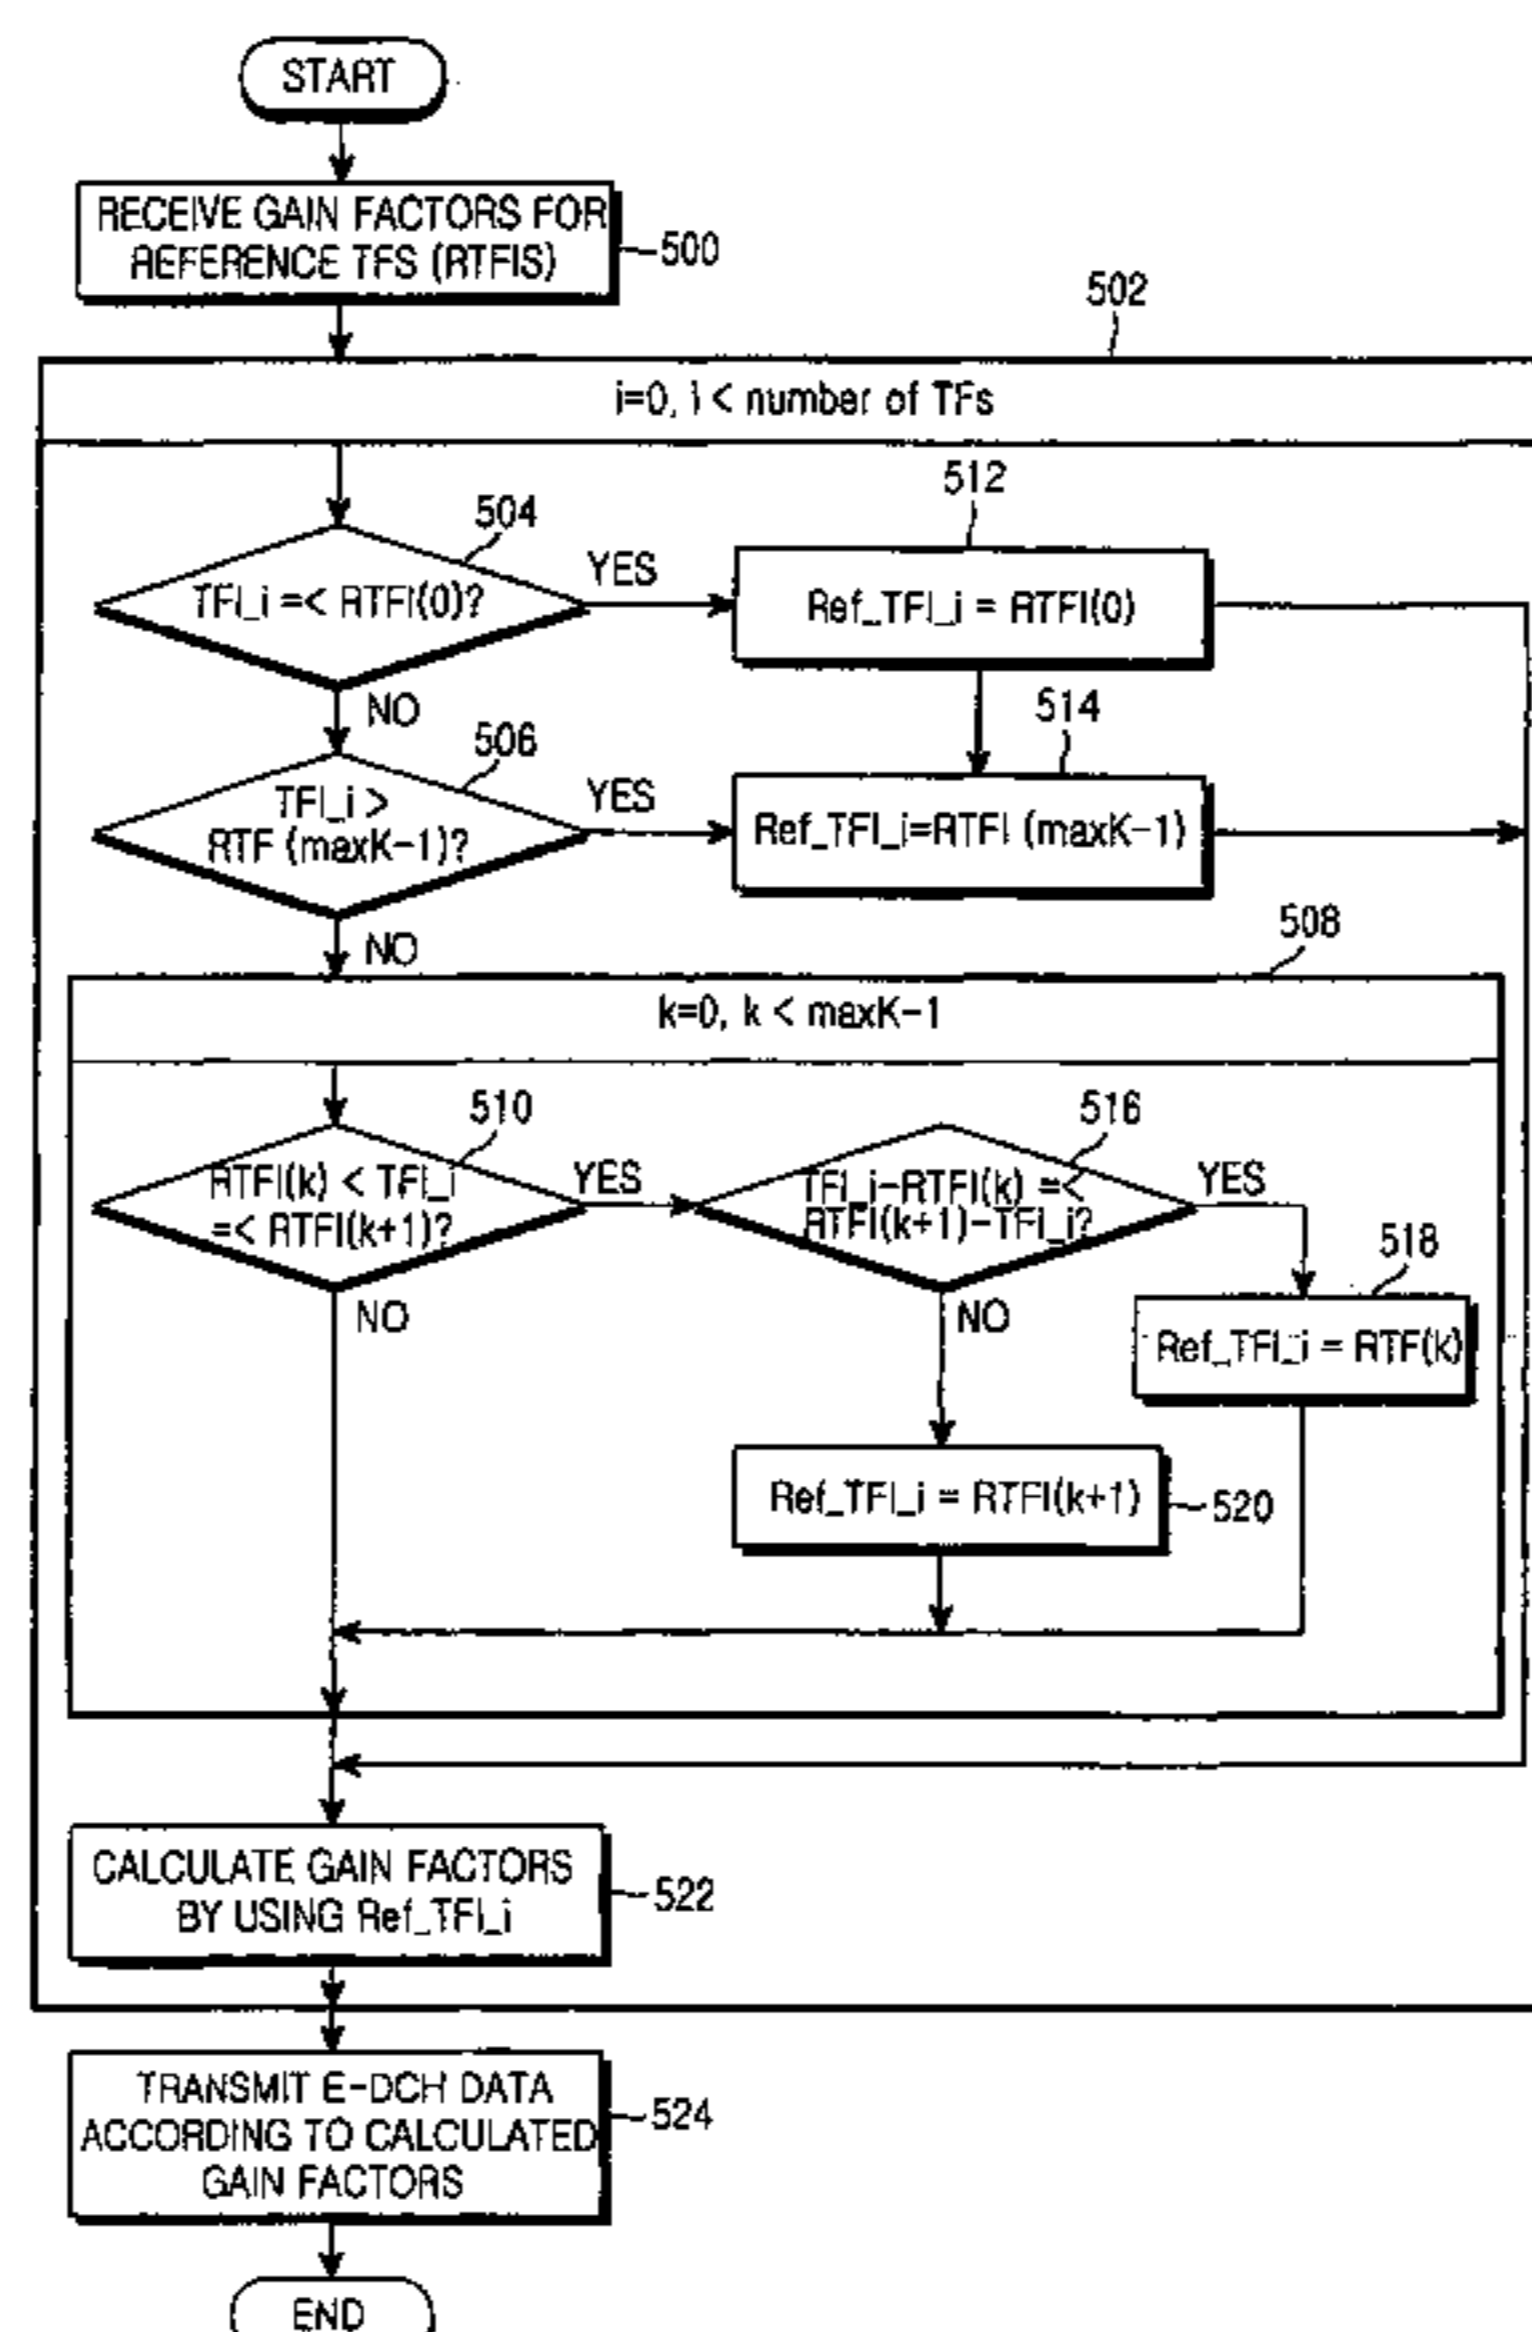 START
RECEIVE GAIN FACTORS FOR
REFERENCE TFS (RTFIS)
500
502
i=0, i < number of TFs
504
TFI_i =< RTFI(0)?
YES
512
Ref_TFI_i = RTFI(0)
NO
506
TFI_i >
RTF (maxK-1)?
YES
514
Ref_TFI_i=RTFI (maxK-1)
NO
508
k=0, k < maxK-1
510
RTFI(k) < TFI_i
=< RTFI(k+1)?
YES
516
TFI_i-RTFI(k) =<
RTFI(k+1)-TFI_i?
YES
518
Ref_TFI_i = RTF(k)
NO
NO
Ref_TFI_i = RTFI(k+1)
520
CALCULATE GAIN FACTORS
BY USING Ref_TFI_i
522
TRANSMIT E-DCH DATA
ACCORDING TO CALCULATED
GAIN FACTORS
524
END